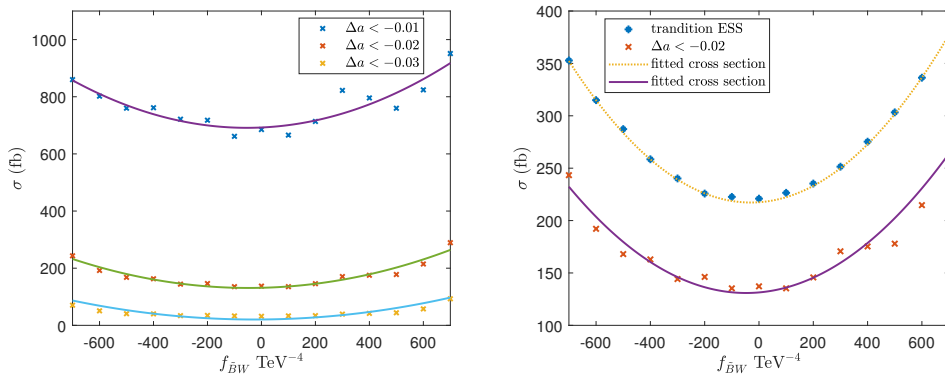 Δa < −0.01
Δa < −0.02
Δa < −0.03
1000
800
600
400
200
0
σ (fb)
-600 -400 -200 0 200 400 600
f_{B̃W} TeV⁻⁴
trandition ESS
Δa < −0.02
fitted cross section
fitted cross section
400
350
300
250
200
150
100
σ (fb)
-600 -400 -200 0 200 400 600
f_{B̃W} TeV⁻⁴